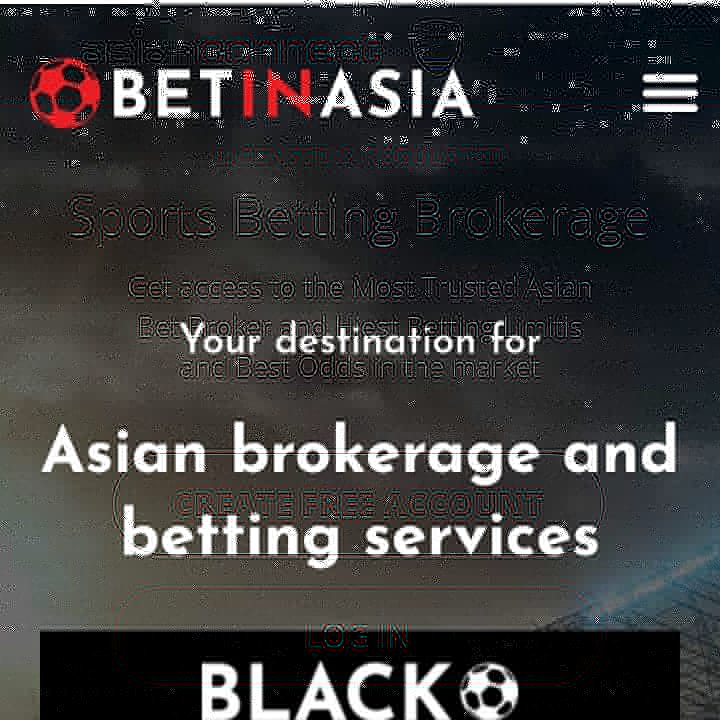 asianconnect
BETINASIA
Sports Betting Brokerage
Get access to the Most Trusted Asian
Bet Broker and Hiest Betting Limitis
Your destination for
and Best Odds in the market
Asian brokerage and
CREATE FREE ACCOUNT
betting services
LOG IN
BLACK